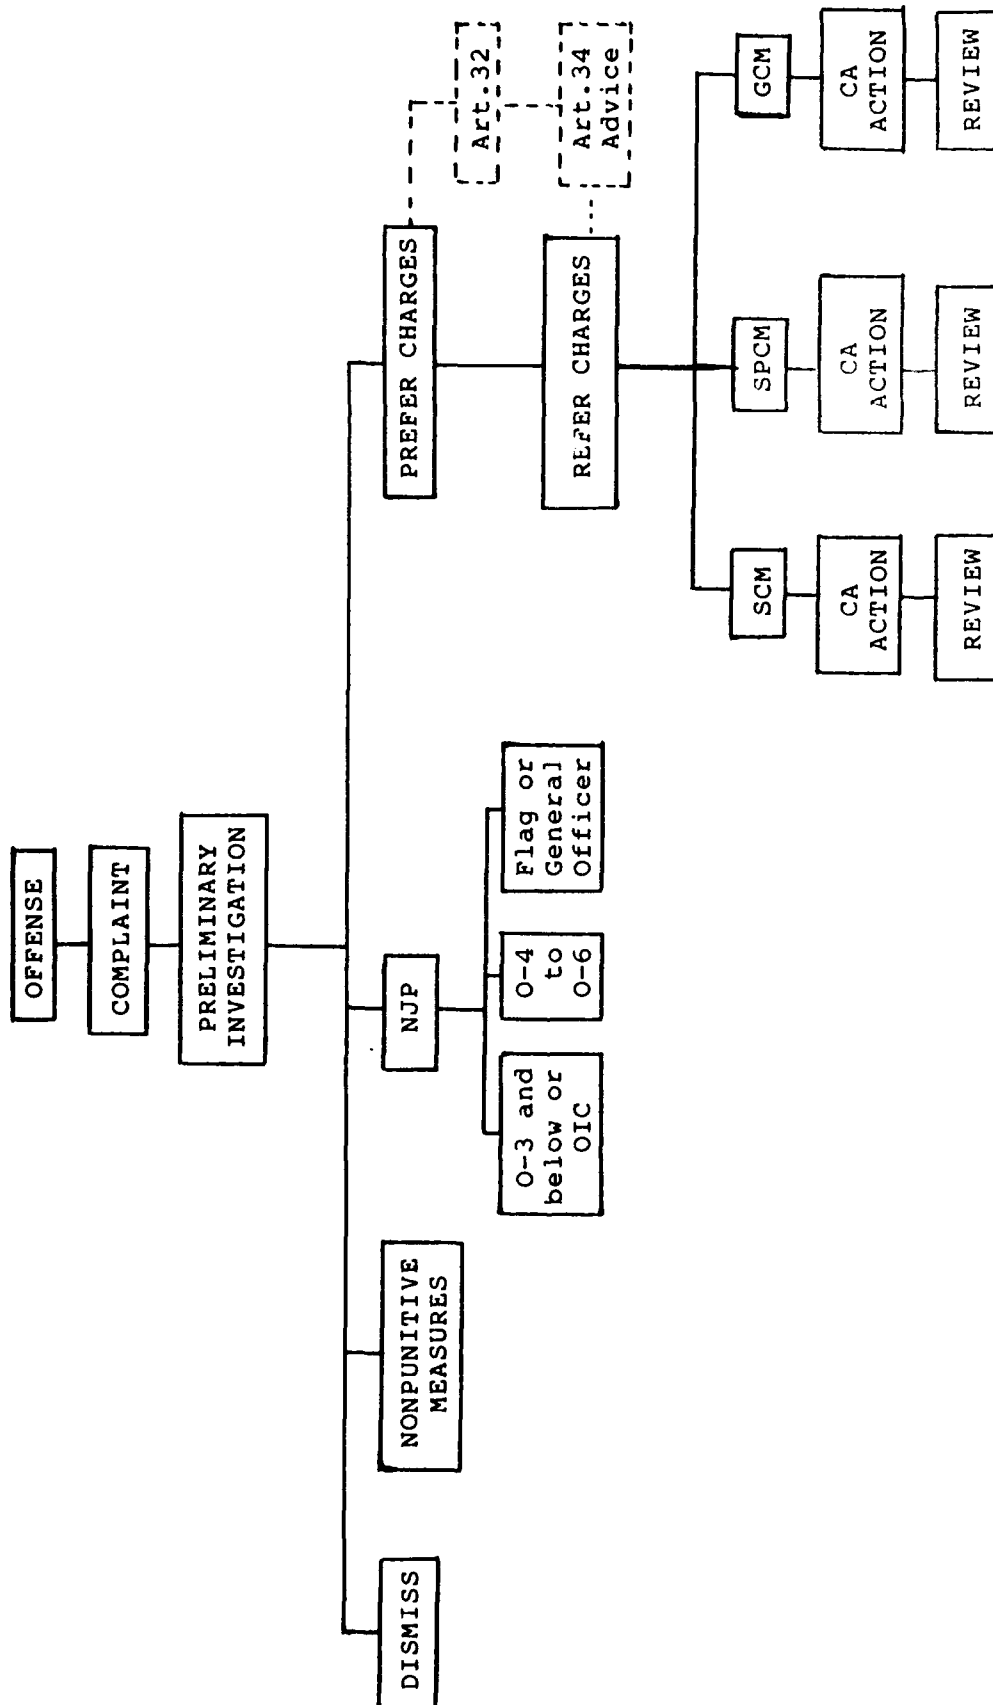 OFFENSE
COMPLAINT
PRELIMINARY
INVESTIGATION
DISMISS
NONPUNITIVE
MEASURES
NJP
PREFER CHARGES
O-3 and
below or
OIC
O-4
to
O-6
Flag or
General
Officer
Art.32
REFER CHARGES
Art.34
Advice
SCM
SPCM
GCM
CA
ACTION
CA
ACTION
CA
ACTION
REVIEW
REVIEW
REVIEW